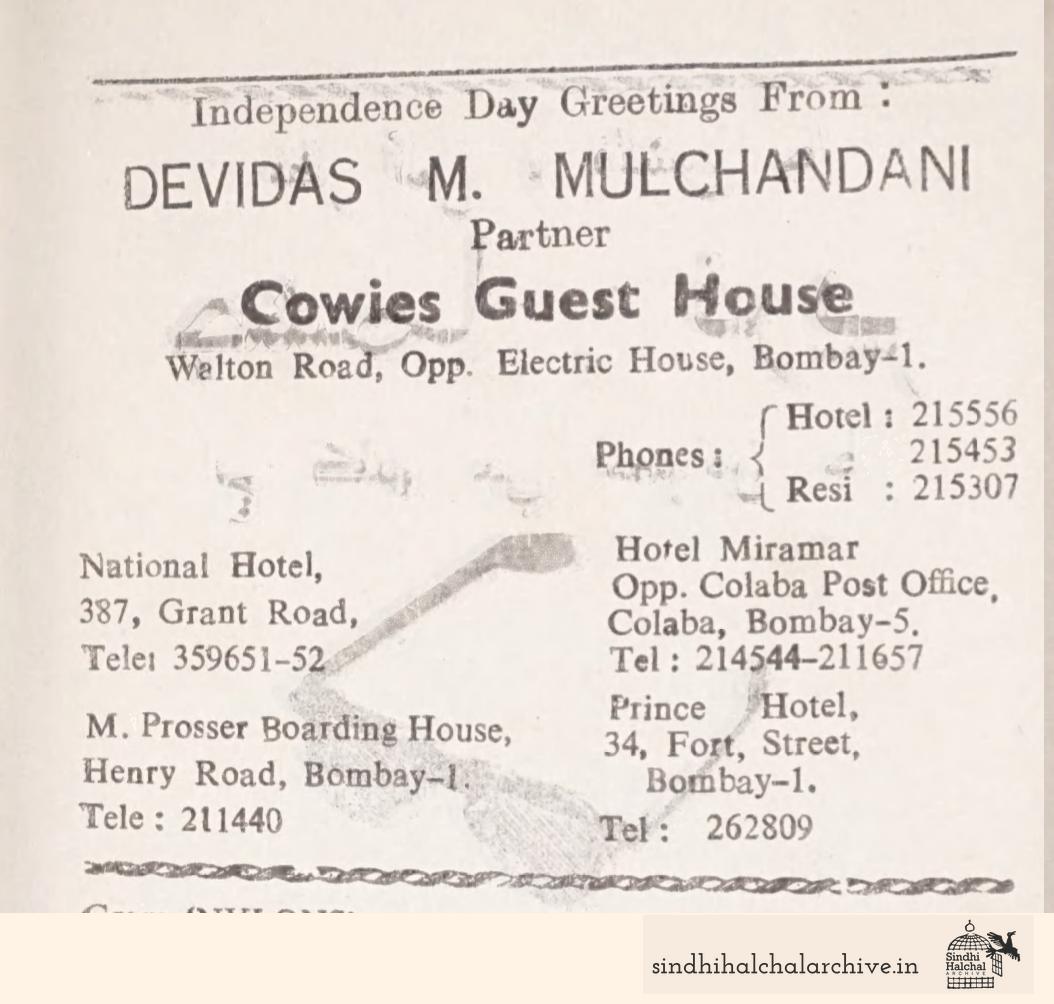 Independence Day Greetings From :
DEVIDAS M. MULCHANDANI
Partner
Cowies Guest House
Walton Road, Opp. Electric House, Bombay-1.
Phones : { Hotel : 215556
215453
Resi : 215307
National Hotel,
387, Grant Road,
Tele: 359651-52
M. Prosser Boarding House,
Henry Road, Bombay-1.
Tele : 211440
Hotel Miramar
Opp. Colaba Post Office,
Colaba, Bombay-5.
Tel : 214544-211657
Prince Hotel,
34, Fort, Street,
Bombay-1.
Tel : 262809
sindhihalchalarchive.in
Sindhi
Halchal
ARCHIVE